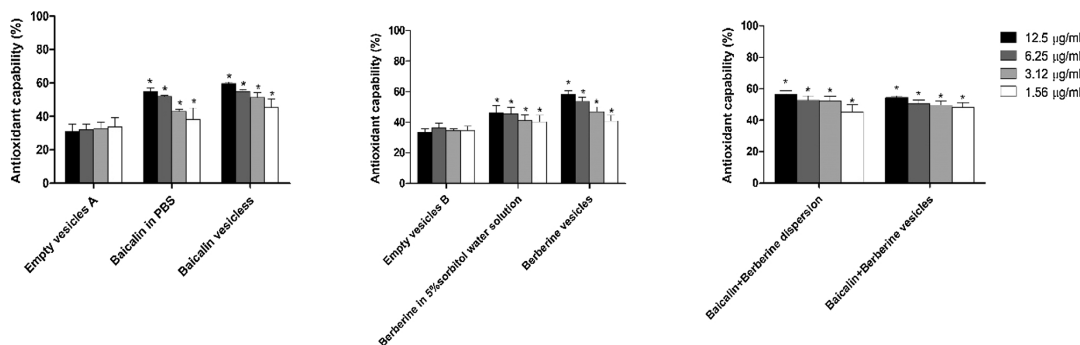 Antioxidant capability (%)
100
80
60
40
20
0
* * * *
* * * *
Empty vesicles A
Baicalin in PBS
Baicalin vesicless
Antioxidant capability (%)
100
80
60
40
20
0
* * * *
* * * *
Empty vesicles B
Berberine in 5%sorbitol water solution
Berberine vesicles
Antioxidant capability (%)
100
80
60
40
20
0
* * * *
* * * *
Baicalin+Berberine dispersion
Baicalin+Berberine vesicles
12.5 µg/ml
6.25 µg/ml
3.12 µg/ml
1.56 µg/ml